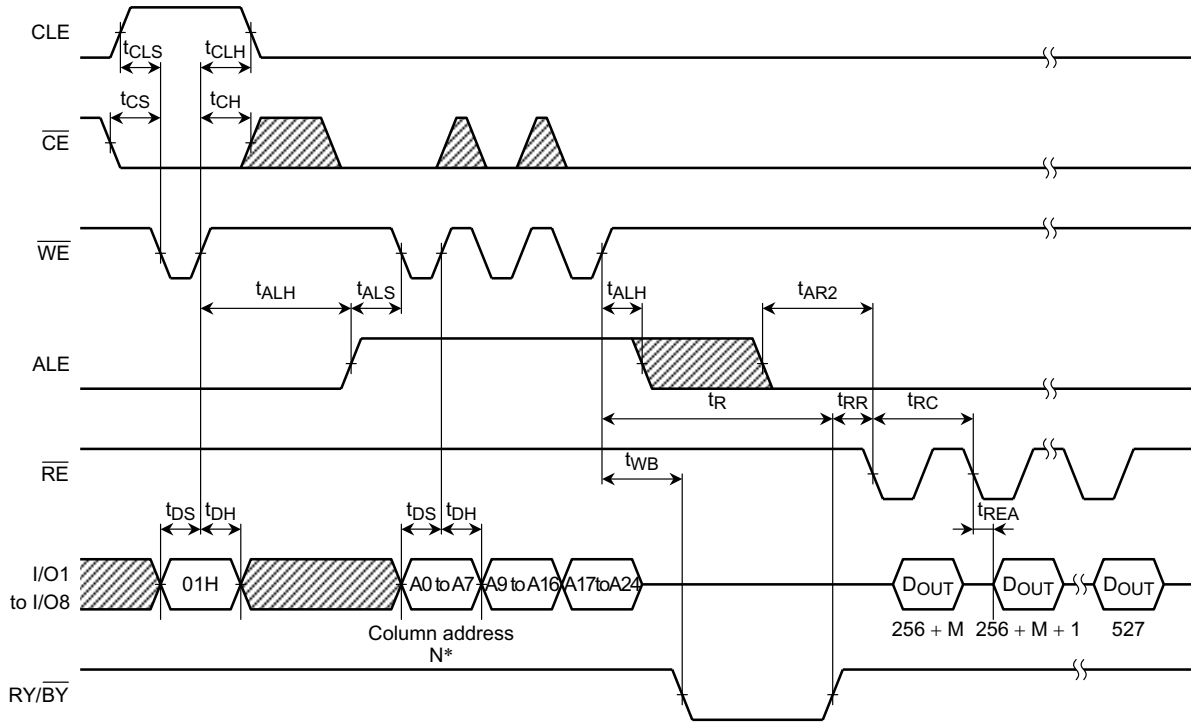 CLE
tCLS tCLH
tCS tCH
CE
WE
tALH tALS tALH tAR2
ALE
tR tRR tRC
RE
tWB
tDS tDH tDS tDH tREA
I/O1
to I/O8
01H A0 to A7 A9 to A16 A17 to A24 DOUT DOUT DOUT
256 + M 256 + M + 1 527
Column address
N*
RY/BY